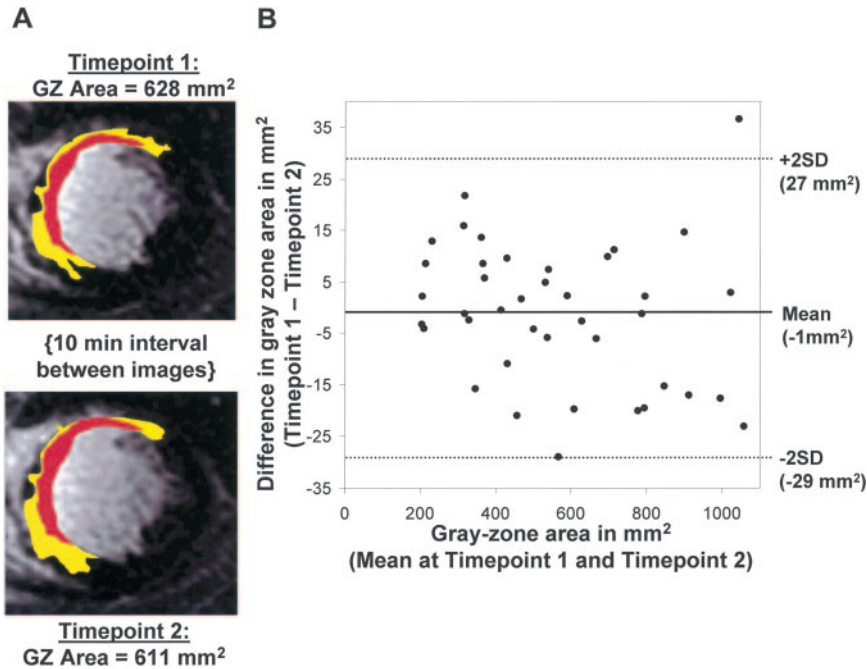 A
Timepoint 1:
GZ Area = 628 mm²
{10 min interval
between images}
Timepoint 2:
GZ Area = 611 mm²
B
Difference in gray zone area in mm²
(Timepoint 1 – Timepoint 2)
35
25
15
5
-5
-15
-25
-35
+2SD
(27 mm²)
Mean
(-1mm²)
-2SD
(-29 mm²)
0
200
400
600
800
1000
Gray-zone area in mm²
(Mean at Timepoint 1 and Timepoint 2)